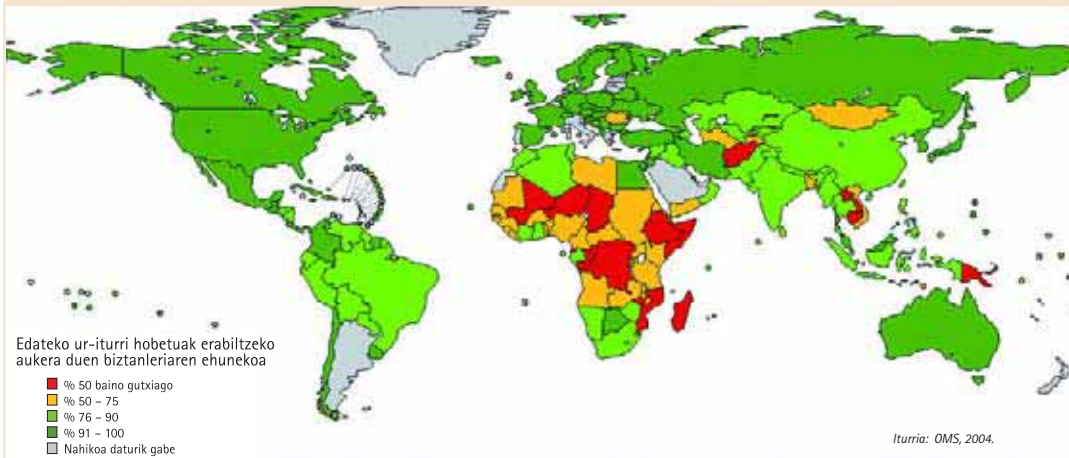 Edateko ur-iturri hobetuak erabiltzeko
aukera duen biztanleriaren ehunekoa
% 50 baino gutxiago
% 50 – 75
% 76 – 90
% 91 – 100
Nahikoa daturik gabe
Iturria: OMS, 2004.